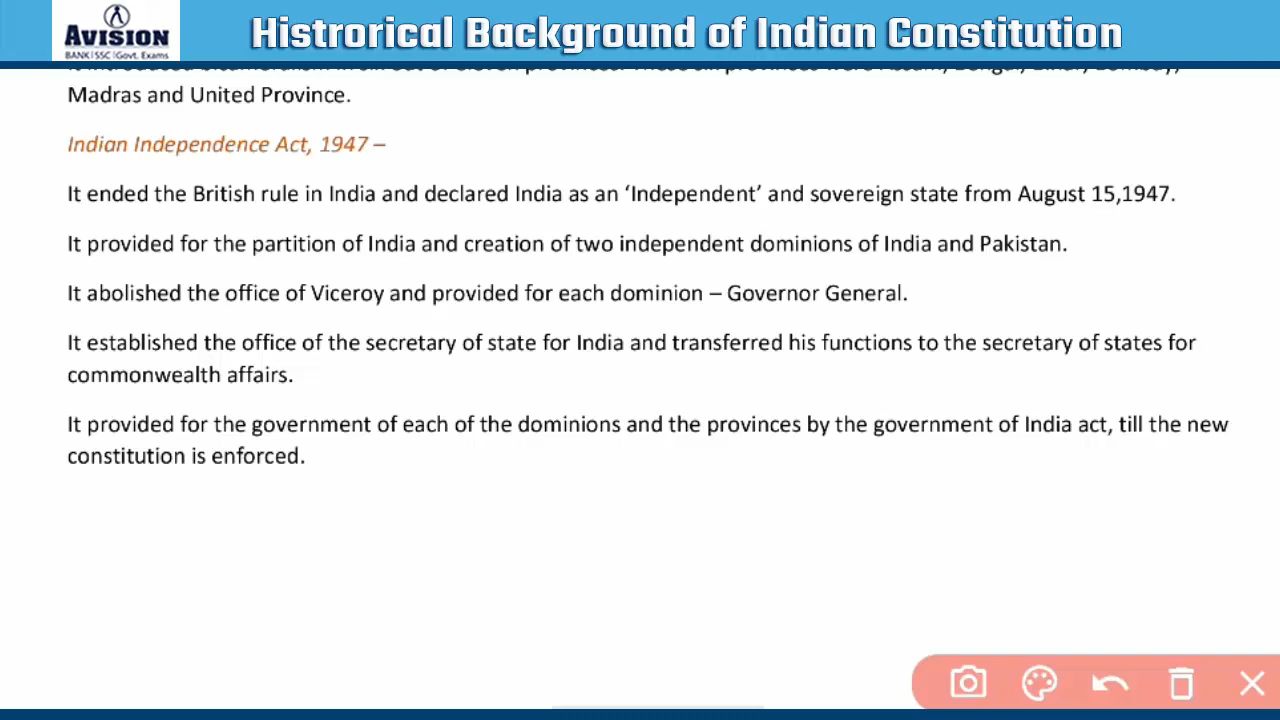 AVISION
BANK|SSC|Govt. Exams
Histrorical Background of Indian Constitution
Madras and United Province.
Indian Independence Act, 1947 –
It ended the British rule in India and declared India as an ‘Independent’ and sovereign state from August 15,1947.
It provided for the partition of India and creation of two independent dominions of India and Pakistan.
It abolished the office of Viceroy and provided for each dominion – Governor General.
It established the office of the secretary of state for India and transferred his functions to the secretary of states for
commonwealth affairs.
It provided for the government of each of the dominions and the provinces by the government of India act, till the new
constitution is enforced.